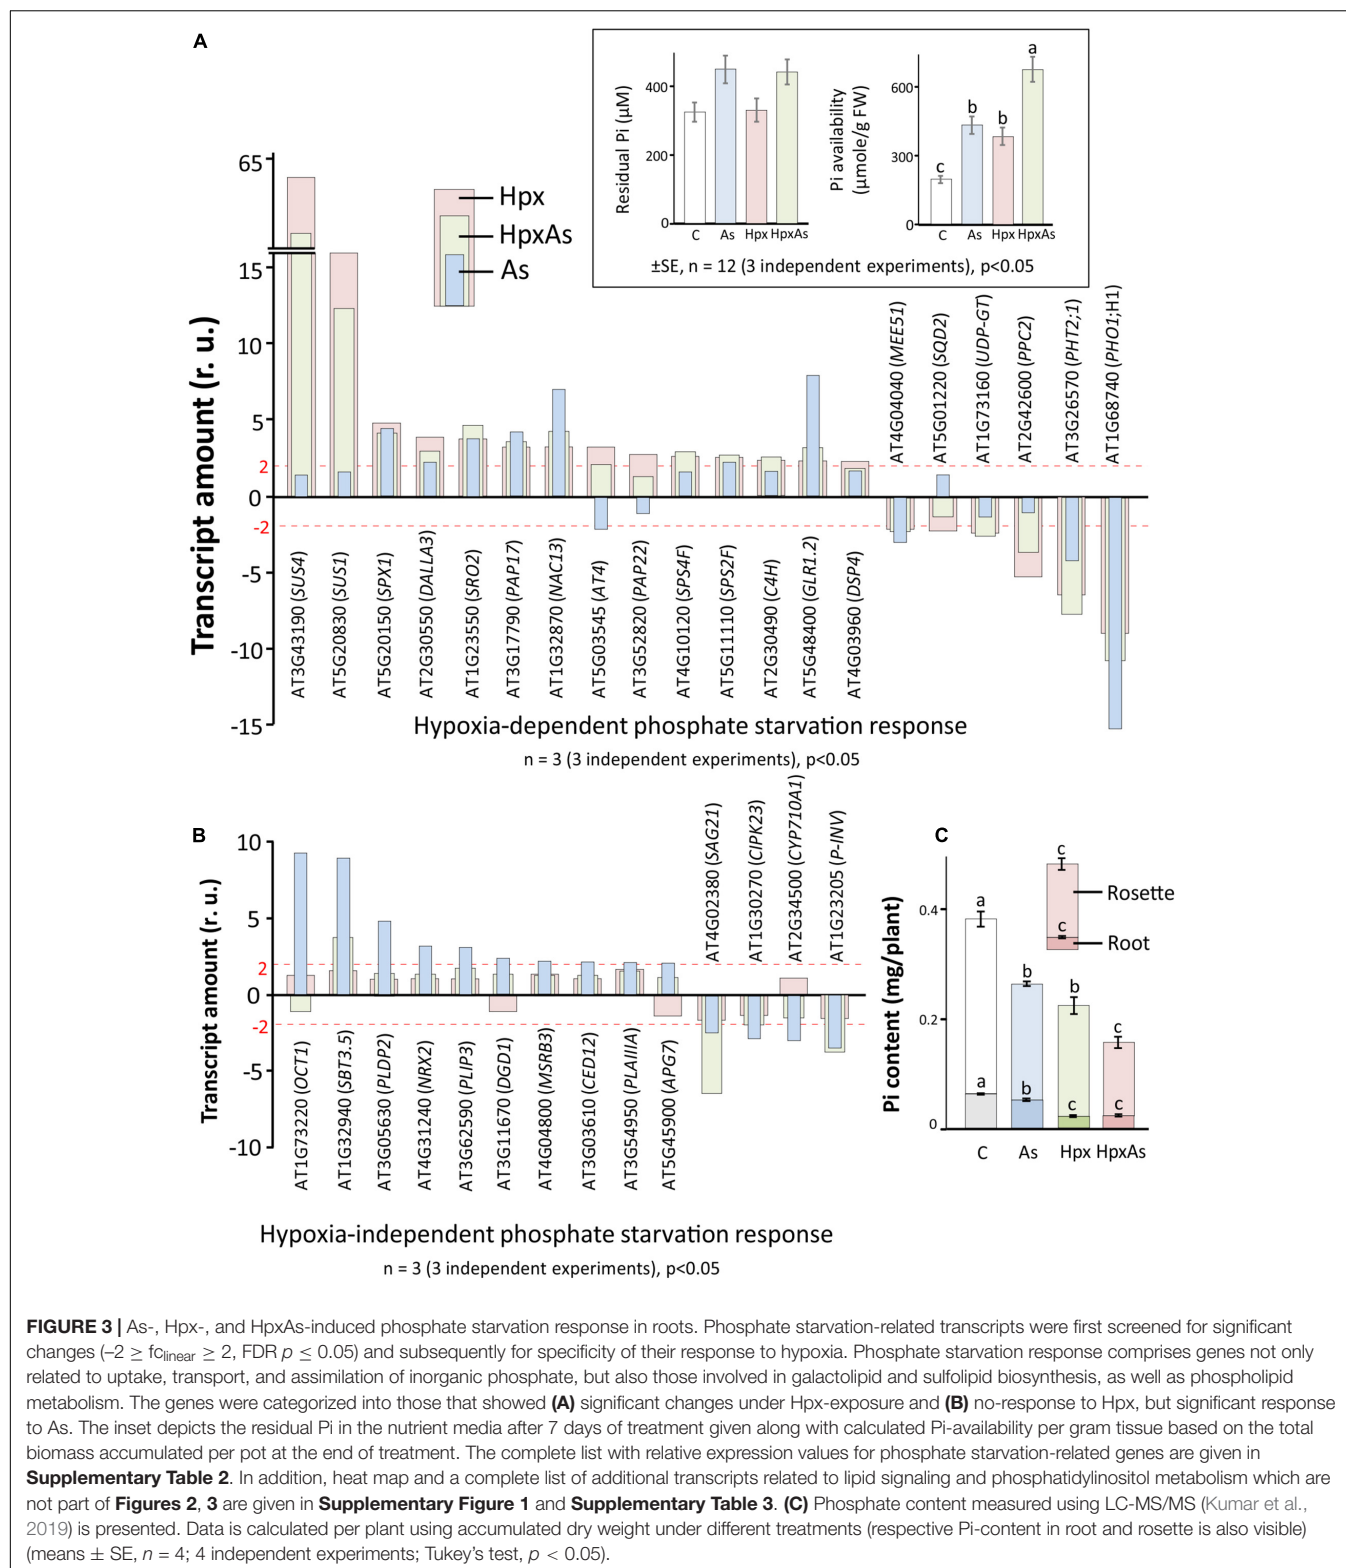 A
65
15
10
5
2
0
-2
-5
-10
-15
Transcript amount (r. u.)
Hpx
HpxAs
As
400
200
0
Residual Pi (µM)
C As Hpx HpxAs
600
300
0
Pi availability
(µmole/g FW)
c b b a
C As Hpx HpxAs
±SE, n = 12 (3 independent experiments), p<0.05
AT3G43190 (SUS4)
AT5G20830 (SUS1)
AT5G20150 (SPX1)
AT2G30550 (DALLA3)
AT1G23550 (SRO2)
AT3G17790 (PAP17)
AT1G32870 (NAC13)
AT5G03545 (AT4)
AT3G52820 (PAP22)
AT4G10120 (SPS4F)
AT5G11110 (SPS2F)
AT2G30490 (C4H)
AT5G48400 (GLR1.2)
AT4G03960 (DSP4)
AT4G04040 (MEE51)
AT5G01220 (SQD2)
AT1G73160 (UDP-GT)
AT2G42600 (PPC2)
AT3G26570 (PHT2;1)
AT1G68740 (PHO1;H1)
Hypoxia-dependent phosphate starvation response
n = 3 (3 independent experiments), p<0.05
B
10
5
2
0
-2
-5
-10
Transcript amount (r. u.)
AT1G73220 (OCT1)
AT1G32940 (SBT3.5)
AT3G05630 (PLDP2)
AT4G31240 (NRX2)
AT3G62590 (PLIP3)
AT3G11670 (DGD1)
AT4G04800 (MSRB3)
AT3G03610 (CED12)
AT3G54950 (PLAIIIA)
AT5G45900 (APG7)
AT4G02380 (SAG21)
AT1G30270 (CIPK23)
AT2G34500 (CYP710A1)
AT1G23205 (P-INV)
Hypoxia-independent phosphate starvation response
n = 3 (3 independent experiments), p<0.05
C
0.4
0.2
0
Pi content (mg/plant)
c
c
Rosette
Root
a b b c
a b c c
C As Hpx HpxAs
FIGURE 3 | As-, Hpx-, and HpxAs-induced phosphate starvation response in roots. Phosphate starvation-related transcripts were first screened for significant
changes (–2 ≥ fclinear ≥ 2, FDR p ≤ 0.05) and subsequently for specificity of their response to hypoxia. Phosphate starvation response comprises genes not only
related to uptake, transport, and assimilation of inorganic phosphate, but also those involved in galactolipid and sulfolipid biosynthesis, as well as phospholipid
metabolism. The genes were categorized into those that showed (A) significant changes under Hpx-exposure and (B) no-response to Hpx, but significant response
to As. The inset depicts the residual Pi in the nutrient media after 7 days of treatment given along with calculated Pi-availability per gram tissue based on the total
biomass accumulated per pot at the end of treatment. The complete list with relative expression values for phosphate starvation-related genes are given in
Supplementary Table 2. In addition, heat map and a complete list of additional transcripts related to lipid signaling and phosphatidylinositol metabolism which are
not part of Figures 2, 3 are given in Supplementary Figure 1 and Supplementary Table 3. (C) Phosphate content measured using LC-MS/MS (Kumar et al.,
2019) is presented. Data is calculated per plant using accumulated dry weight under different treatments (respective Pi-content in root and rosette is also visible)
(means ± SE, n = 4; 4 independent experiments; Tukey's test, p < 0.05).